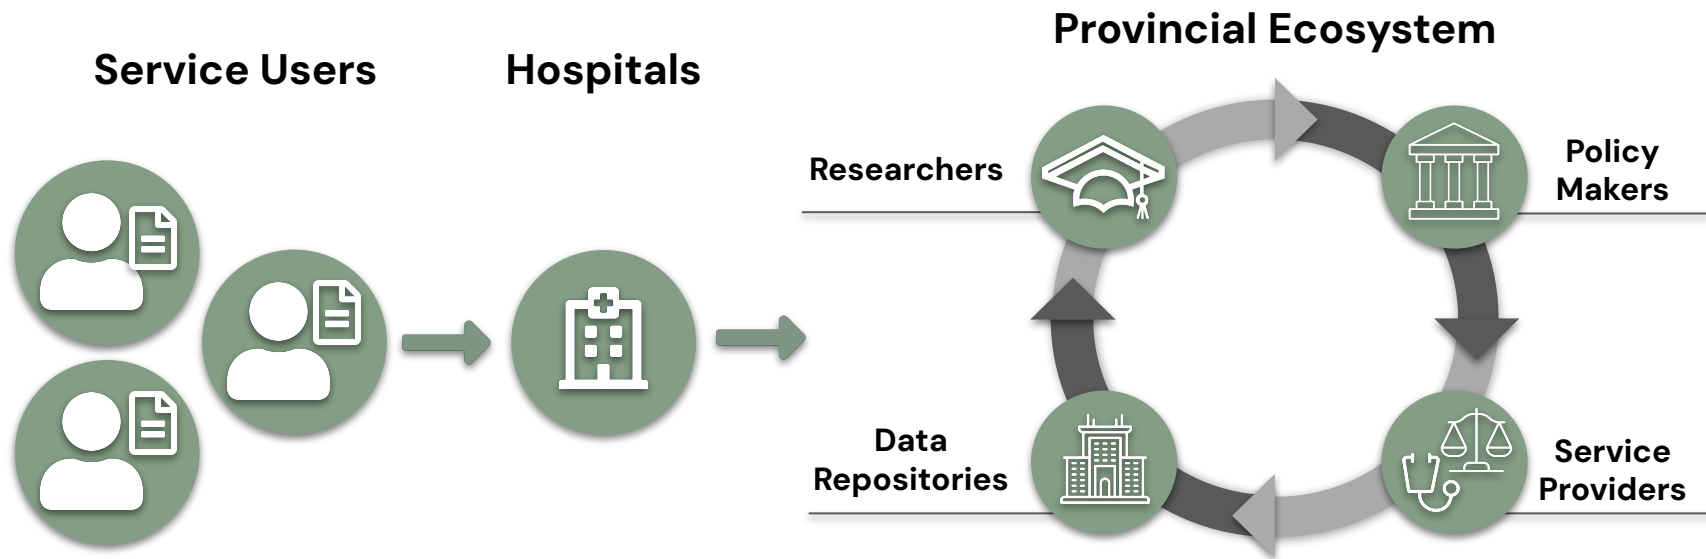 Service Users
Hospitals
Provincial Ecosystem
Researchers
Policy
Makers
Data
Repositories
Service
Providers